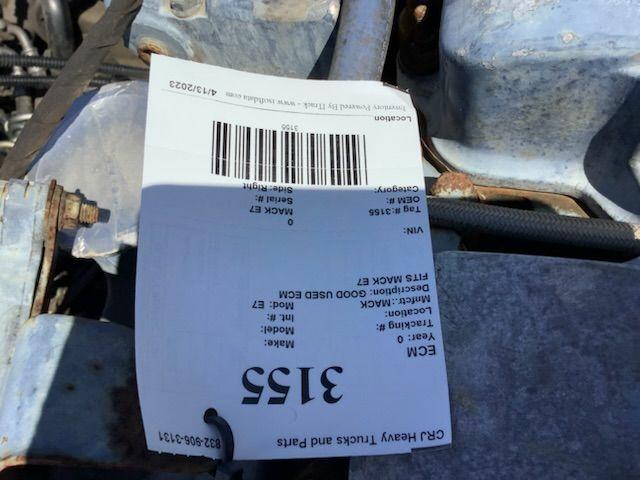 CRJ Heavy Trucks and Parts 832-906-3131
3155
ECM
Year: 0 Make:
Tracking #: Model:
Location: Int. #:
Mnfctr.: MACK Mod: E7
Description: GOOD USED ECM
FITS MACK E7
VIN:
Tag #: 3155 MACK E7 0
OEM #: Serial #:
Category: Side: Right
3155
Location
Inventory Powered By ITrack - www.isoftdata.com 4/13/2023